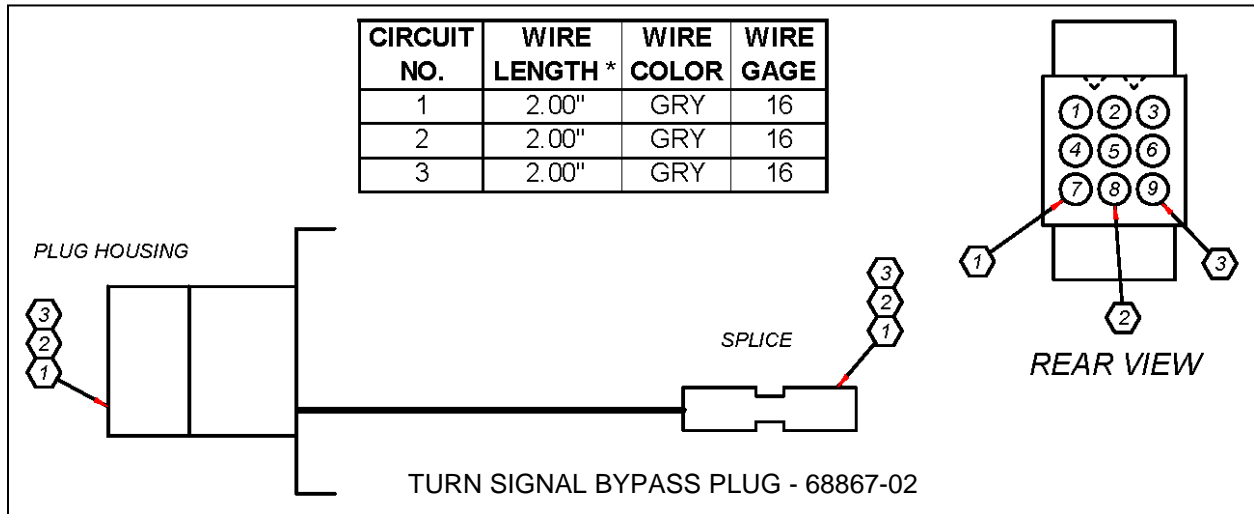 CIRCUIT NO. WIRE LENGTH * WIRE COLOR WIRE GAGE
1 2.00" GRY 16
2 2.00" GRY 16
3 2.00" GRY 16
PLUG HOUSING
3
2
1
SPLICE
3
2
1
TURN SIGNAL BYPASS PLUG - 68867-02
1 2 3
4 5 6
7 8 9
1
2
3
REAR VIEW